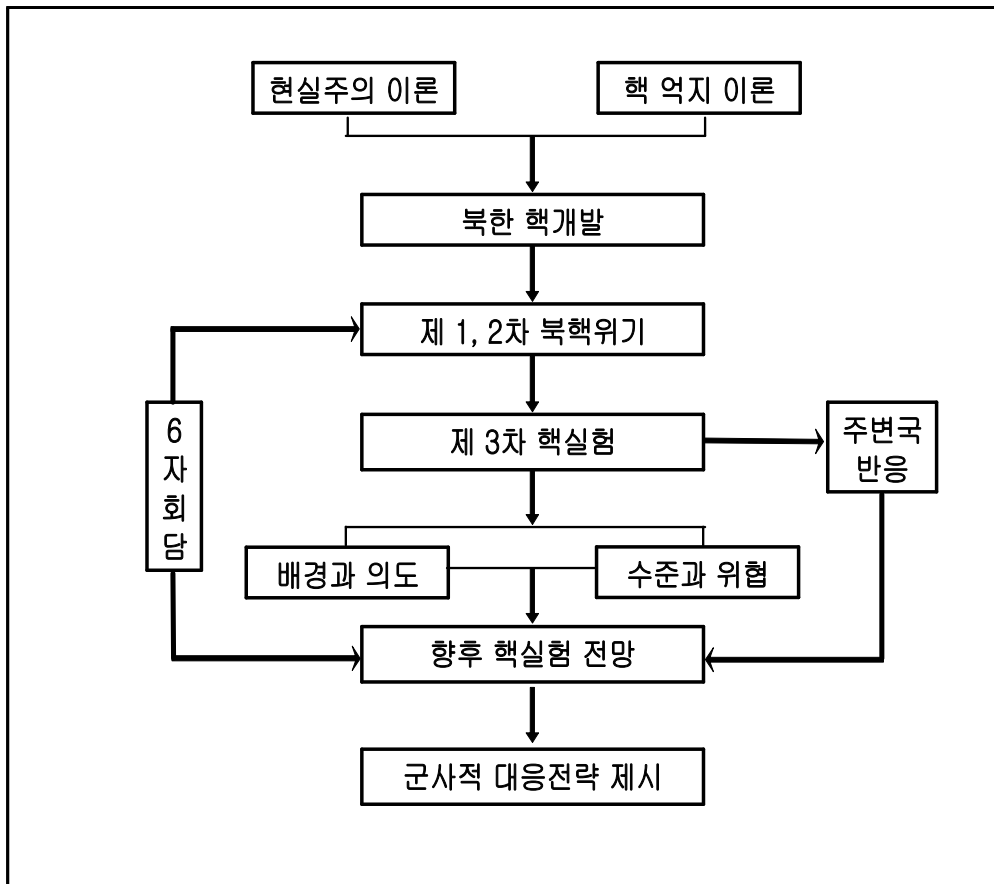 현실주의 이론
핵 억지 이론
북한 핵개발
제 1, 2차 북핵위기
6
자
회
담
제 3차 핵실험
주변국
반응
배경과 의도
수준과 위협
향후 핵실험 전망
군사적 대응전략 제시